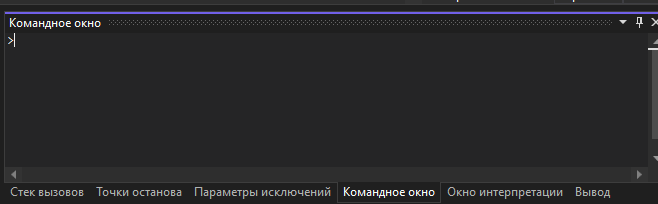 Командное окно
>
Стек вызовов Точки останова Параметры исключений Командное окно Окно интерпретации Вывод